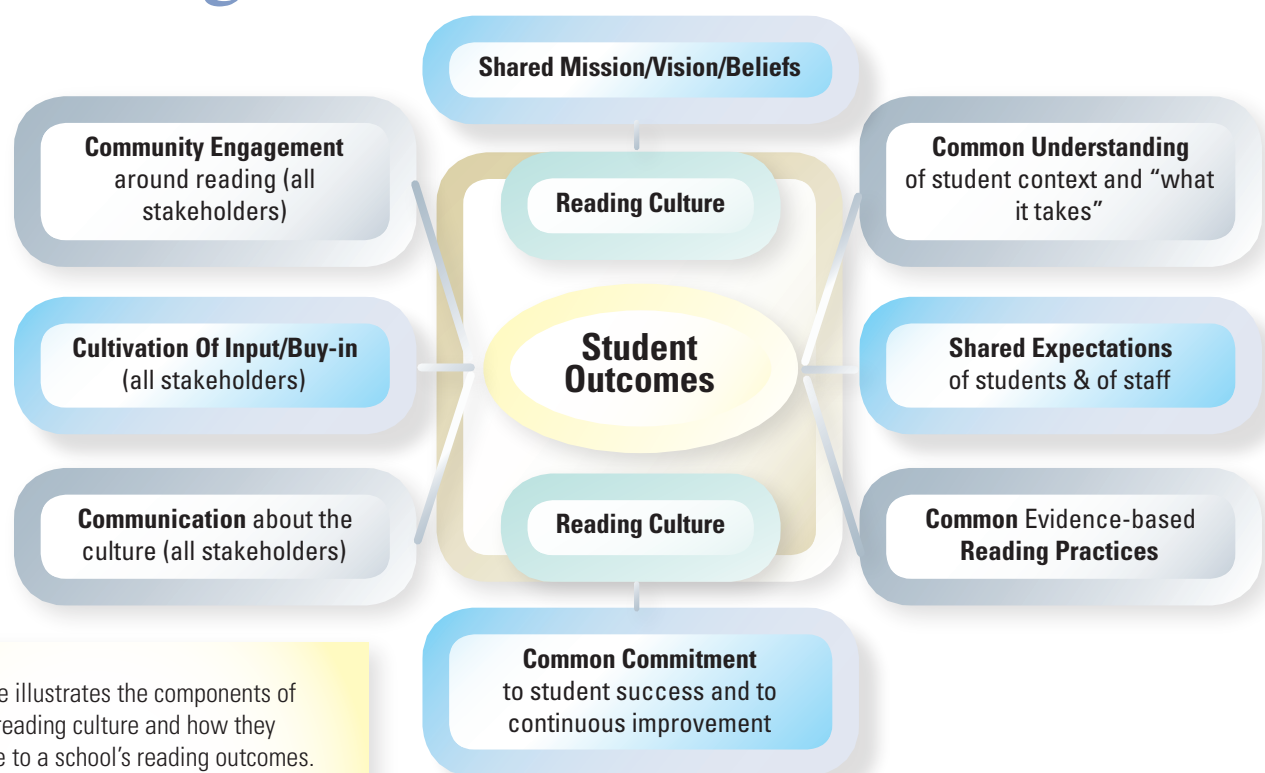 Shared Mission/Vision/Beliefs
Community Engagement
around reading (all
stakeholders)
Reading Culture
Common Understanding
of student context and “what
it takes”
Cultivation Of Input/Buy-in
(all stakeholders)
Student
Outcomes
Shared Expectations
of students & of staff
Communication about the
culture (all stakeholders)
Reading Culture
Common Evidence-based
Reading Practices
Common Commitment
to student success and to
continuous improvement
illustrates the components of
reading culture and how they
to a school’s reading outcomes.